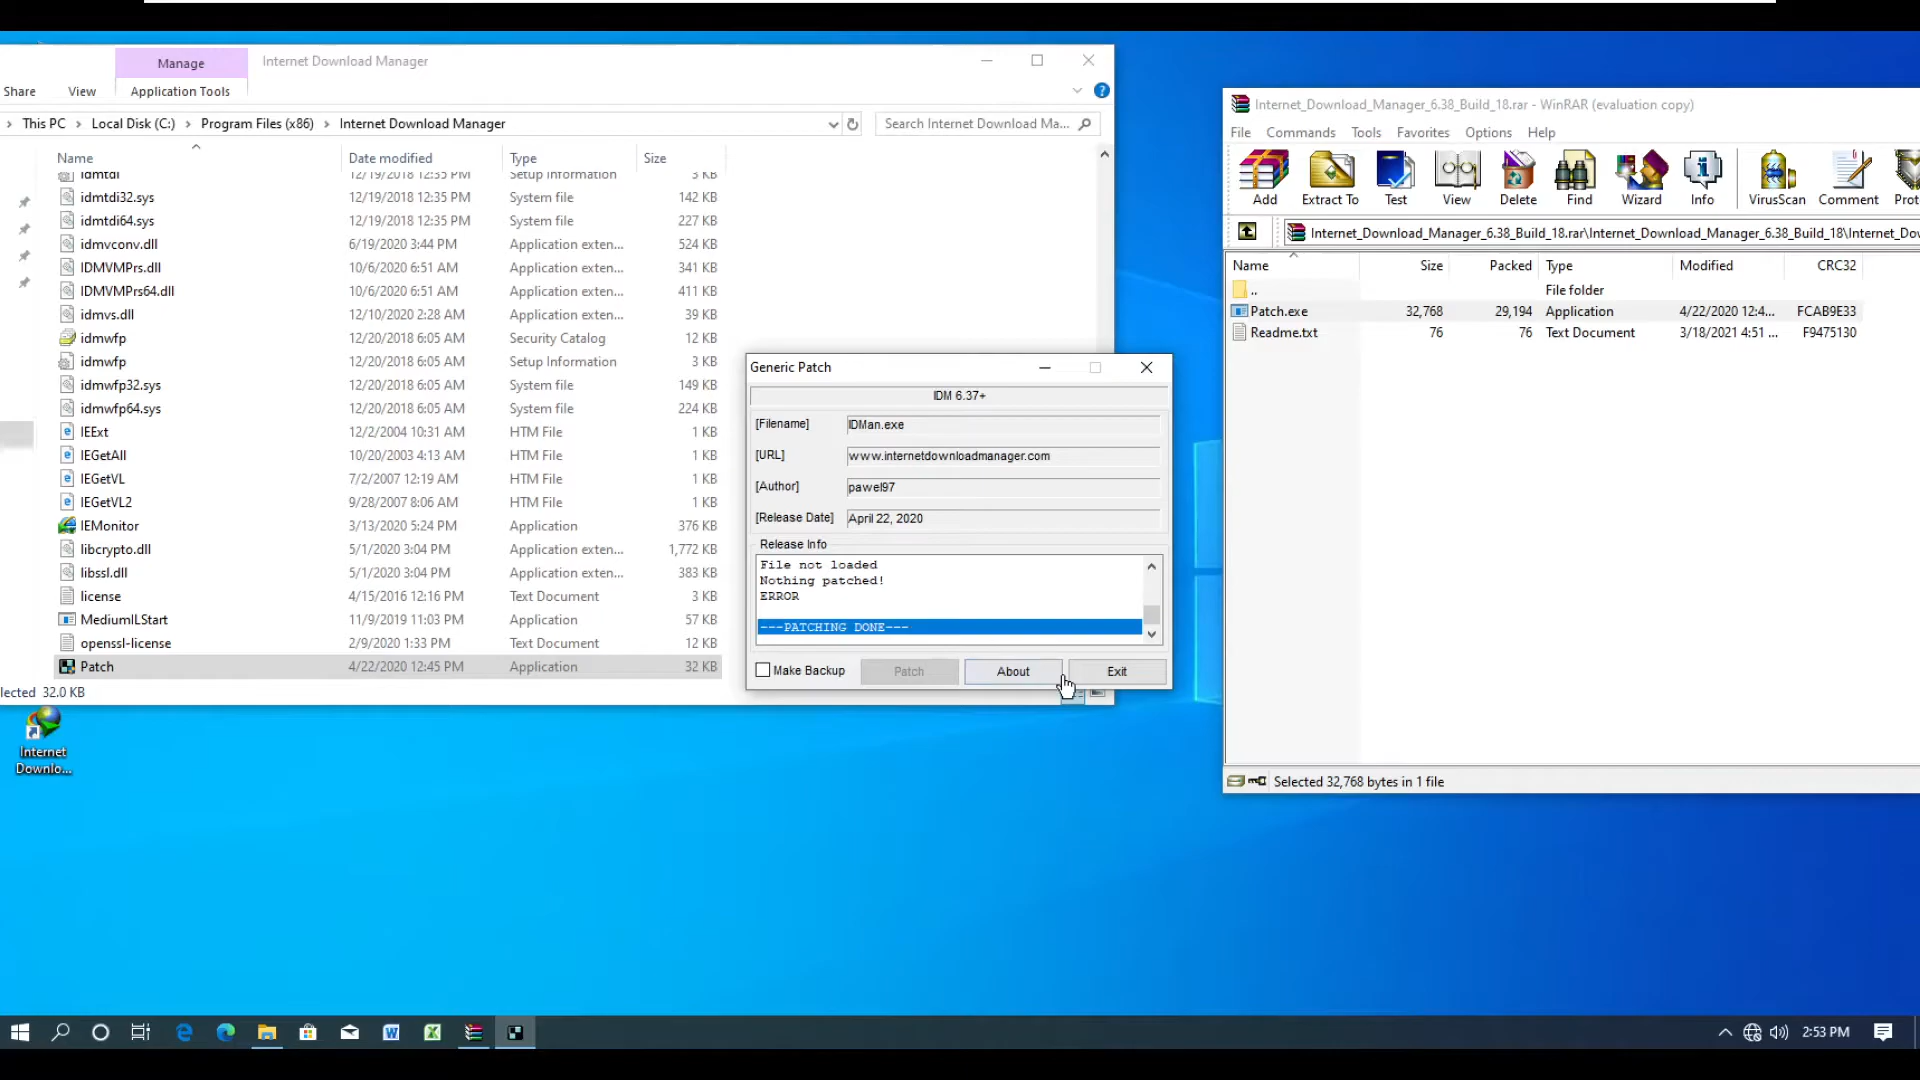 Manage
Internet Download Manager
Share
View
Application Tools
This PC
Local Disk (C:)
Program Files (x86)
Internet Download Manager
Search Internet Download Ma...
Name
Date modified
Type
Size
idmtdi
12/19/2018 12:35 PM
Setup Information
3 KB
idmtdi32.sys
12/19/2018 12:35 PM
System file
142 KB
idmtdi64.sys
12/19/2018 12:35 PM
System file
227 KB
idmvconv.dll
6/19/2020 3:44 PM
Application exten...
524 KB
IDMVMPrs.dll
10/6/2020 6:51 AM
Application exten...
341 KB
IDMVMPrs64.dll
10/6/2020 6:51 AM
Application exten...
411 KB
idmvs.dll
12/10/2020 2:28 AM
Application exten...
39 KB
idmwfp
12/20/2018 6:05 AM
Security Catalog
12 KB
idmwfp
12/20/2018 6:05 AM
Setup Information
3 KB
idmwfp32.sys
12/20/2018 6:05 AM
System file
149 KB
idmwfp64.sys
12/20/2018 6:05 AM
System file
224 KB
IEExt
12/2/2004 10:31 AM
HTM File
1 KB
IEGetAll
10/20/2003 4:13 AM
HTM File
1 KB
IEGetVL
7/2/2007 12:19 AM
HTM File
1 KB
IEGetVL2
9/28/2007 8:06 AM
HTM File
1 KB
IEMonitor
3/13/2020 5:24 PM
Application
376 KB
libcrypto.dll
5/1/2020 3:04 PM
Application exten...
1,772 KB
libssl.dll
5/1/2020 3:04 PM
Application exten...
383 KB
license
4/15/2016 12:16 PM
Text Document
3 KB
MediumILStart
11/9/2019 11:03 PM
Application
57 KB
openssl-license
2/9/2020 1:33 PM
Text Document
12 KB
Patch
4/22/2020 12:45 PM
Application
32 KB
lected 32.0 KB
Internet
Downlo...
Generic Patch
IDM 6.37+
[Filename]
IDMan.exe
[URL]
www.internetdownloadmanager.com
[Author]
pawel97
[Release Date]
April 22, 2020
Release Info
File not loaded
Nothing patched!
ERROR
---PATCHING DONE---
Make Backup
Patch
About
Exit
Internet_Download_Manager_6.38_Build_18.rar - WinRAR (evaluation copy)
File
Commands
Tools
Favorites
Options
Help
Add
Extract To
Test
View
Delete
Find
Wizard
Info
VirusScan
Comment
Prot
Internet_Download_Manager_6.38_Build_18.rar\Internet_Download_Manager_6.38_Build_18\Internet_Dow
Name
Size
Packed
Type
Modified
CRC32
..
File folder
Patch.exe
32,768
29,194
Application
4/22/2020 12:4...
FCAB9E33
Readme.txt
76
76
Text Document
3/18/2021 4:51 ...
F9475130
Selected 32,768 bytes in 1 file
2:53 PM